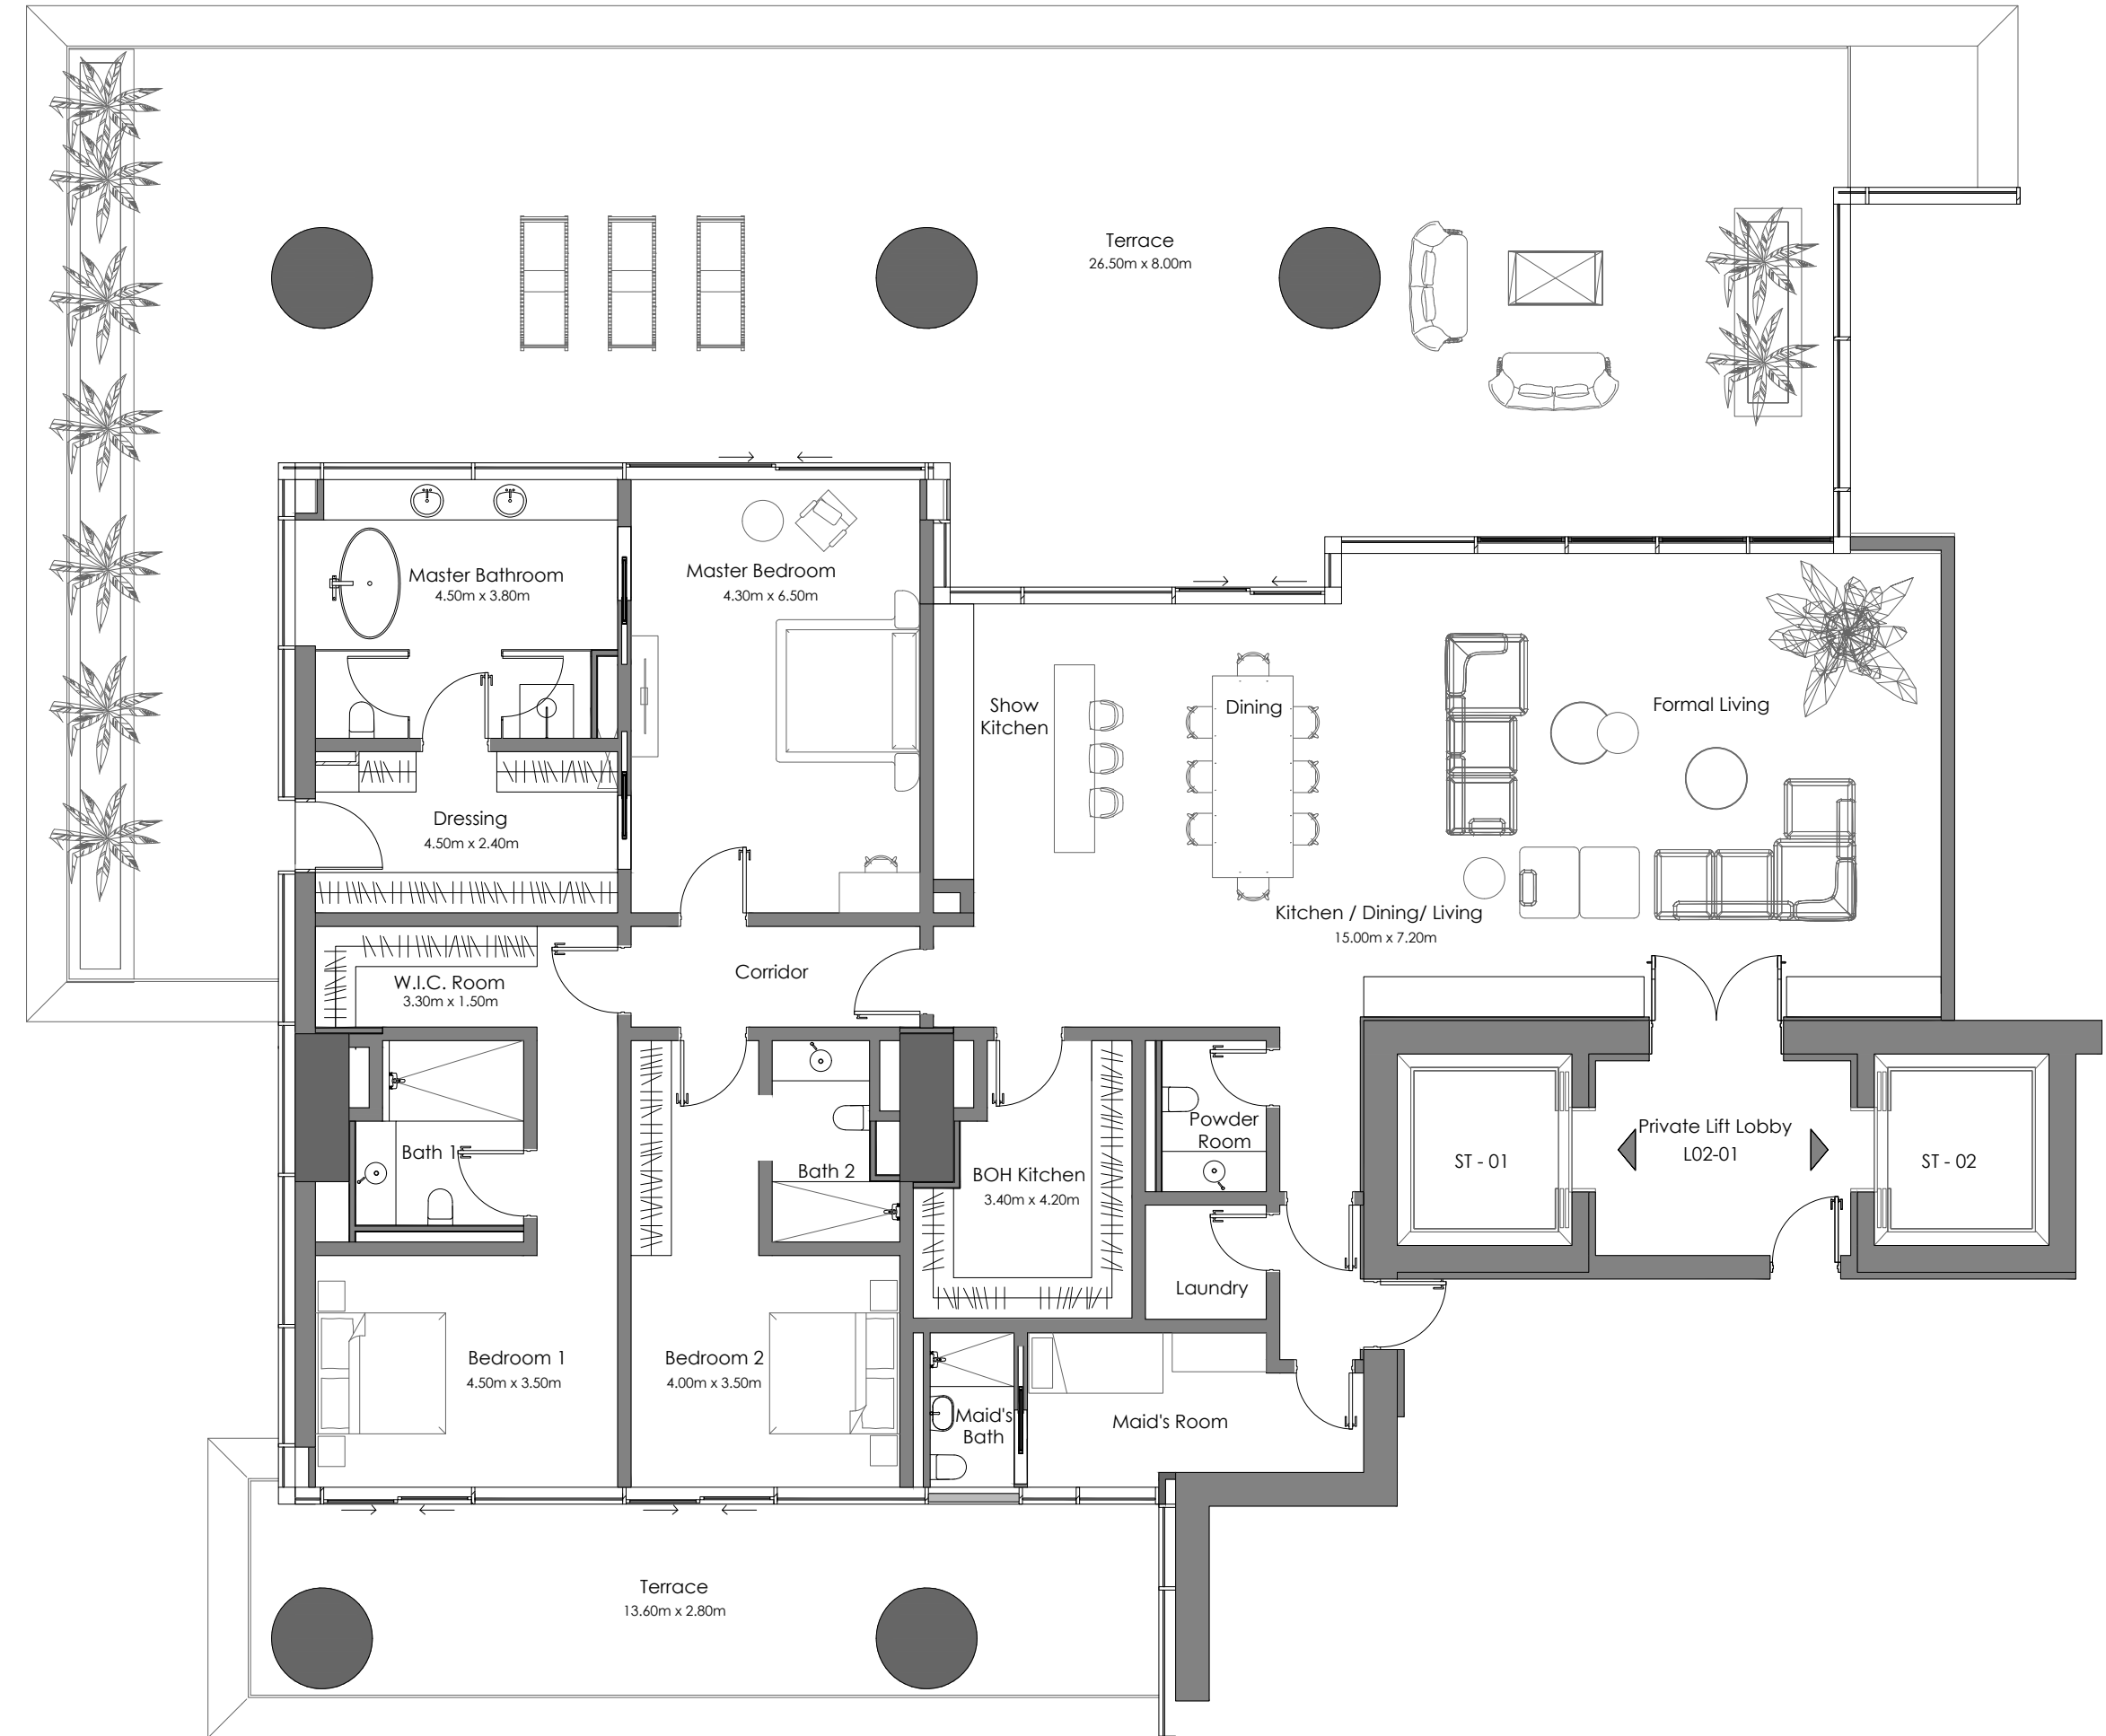 Terrace
26.50m x 8.00m
Master Bathroom
4.50m x 3.80m
Master Bedroom
4.30m x 6.50m
Show
Kitchen
Dining
Formal Living
Dressing
4.50m x 2.40m
Kitchen / Dining/ Living
15.00m x 7.20m
W.I.C. Room
3.30m x 1.50m
Corridor
Bath 1
Bath 2
BOH Kitchen
3.40m x 4.20m
Powder
Room
ST - 01
Private Lift Lobby
L02-01
ST - 02
Laundry
Bedroom 1
4.50m x 3.50m
Bedroom 2
4.00m x 3.50m
Maid's
Bath
Maid's Room
Terrace
13.60m x 2.80m